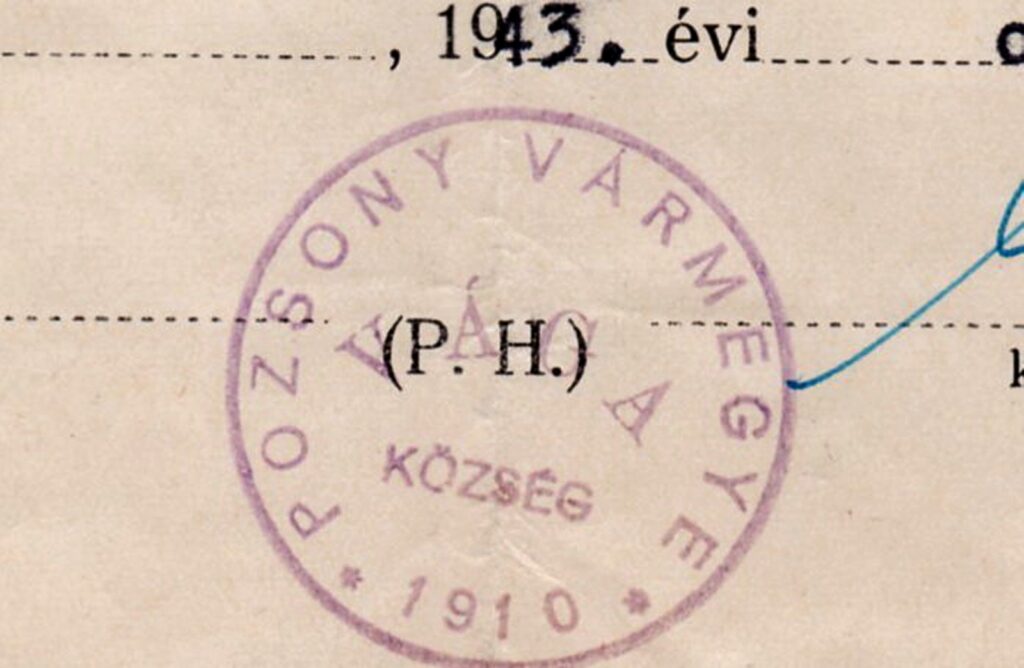 , 1943. évi
POZSONY VÁRMEGYE
VÁGA
(P. H.)
KÖZSÉG
* 1910 *